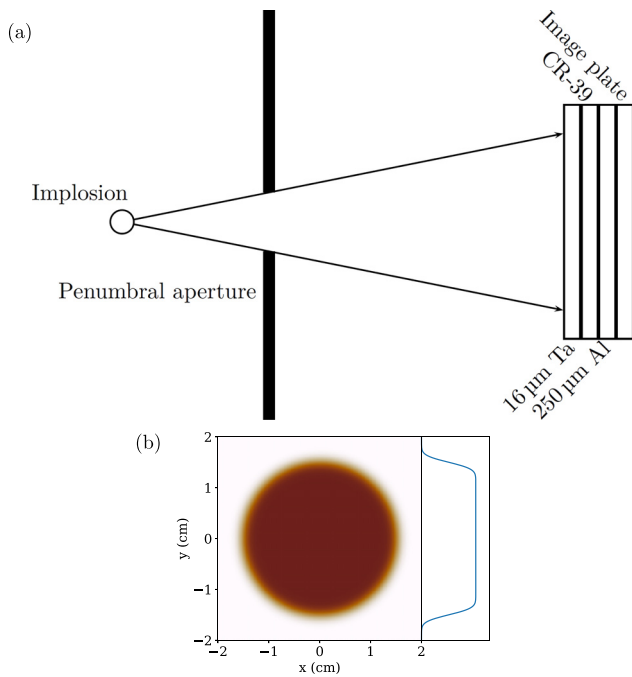 (a)
Image plate
CR-39
Implosion
Penumbral aperture
16 µm Ta
250 µm Al
(b)
2
1
0
−1
−2
y (cm)
−2 −1 0 1 2
x (cm)